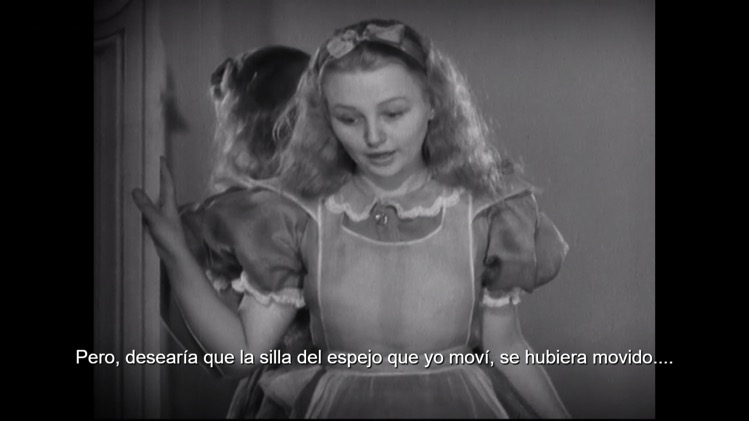 Pero, desearía que la silla del espejo que yo moví, se hubiera movido....